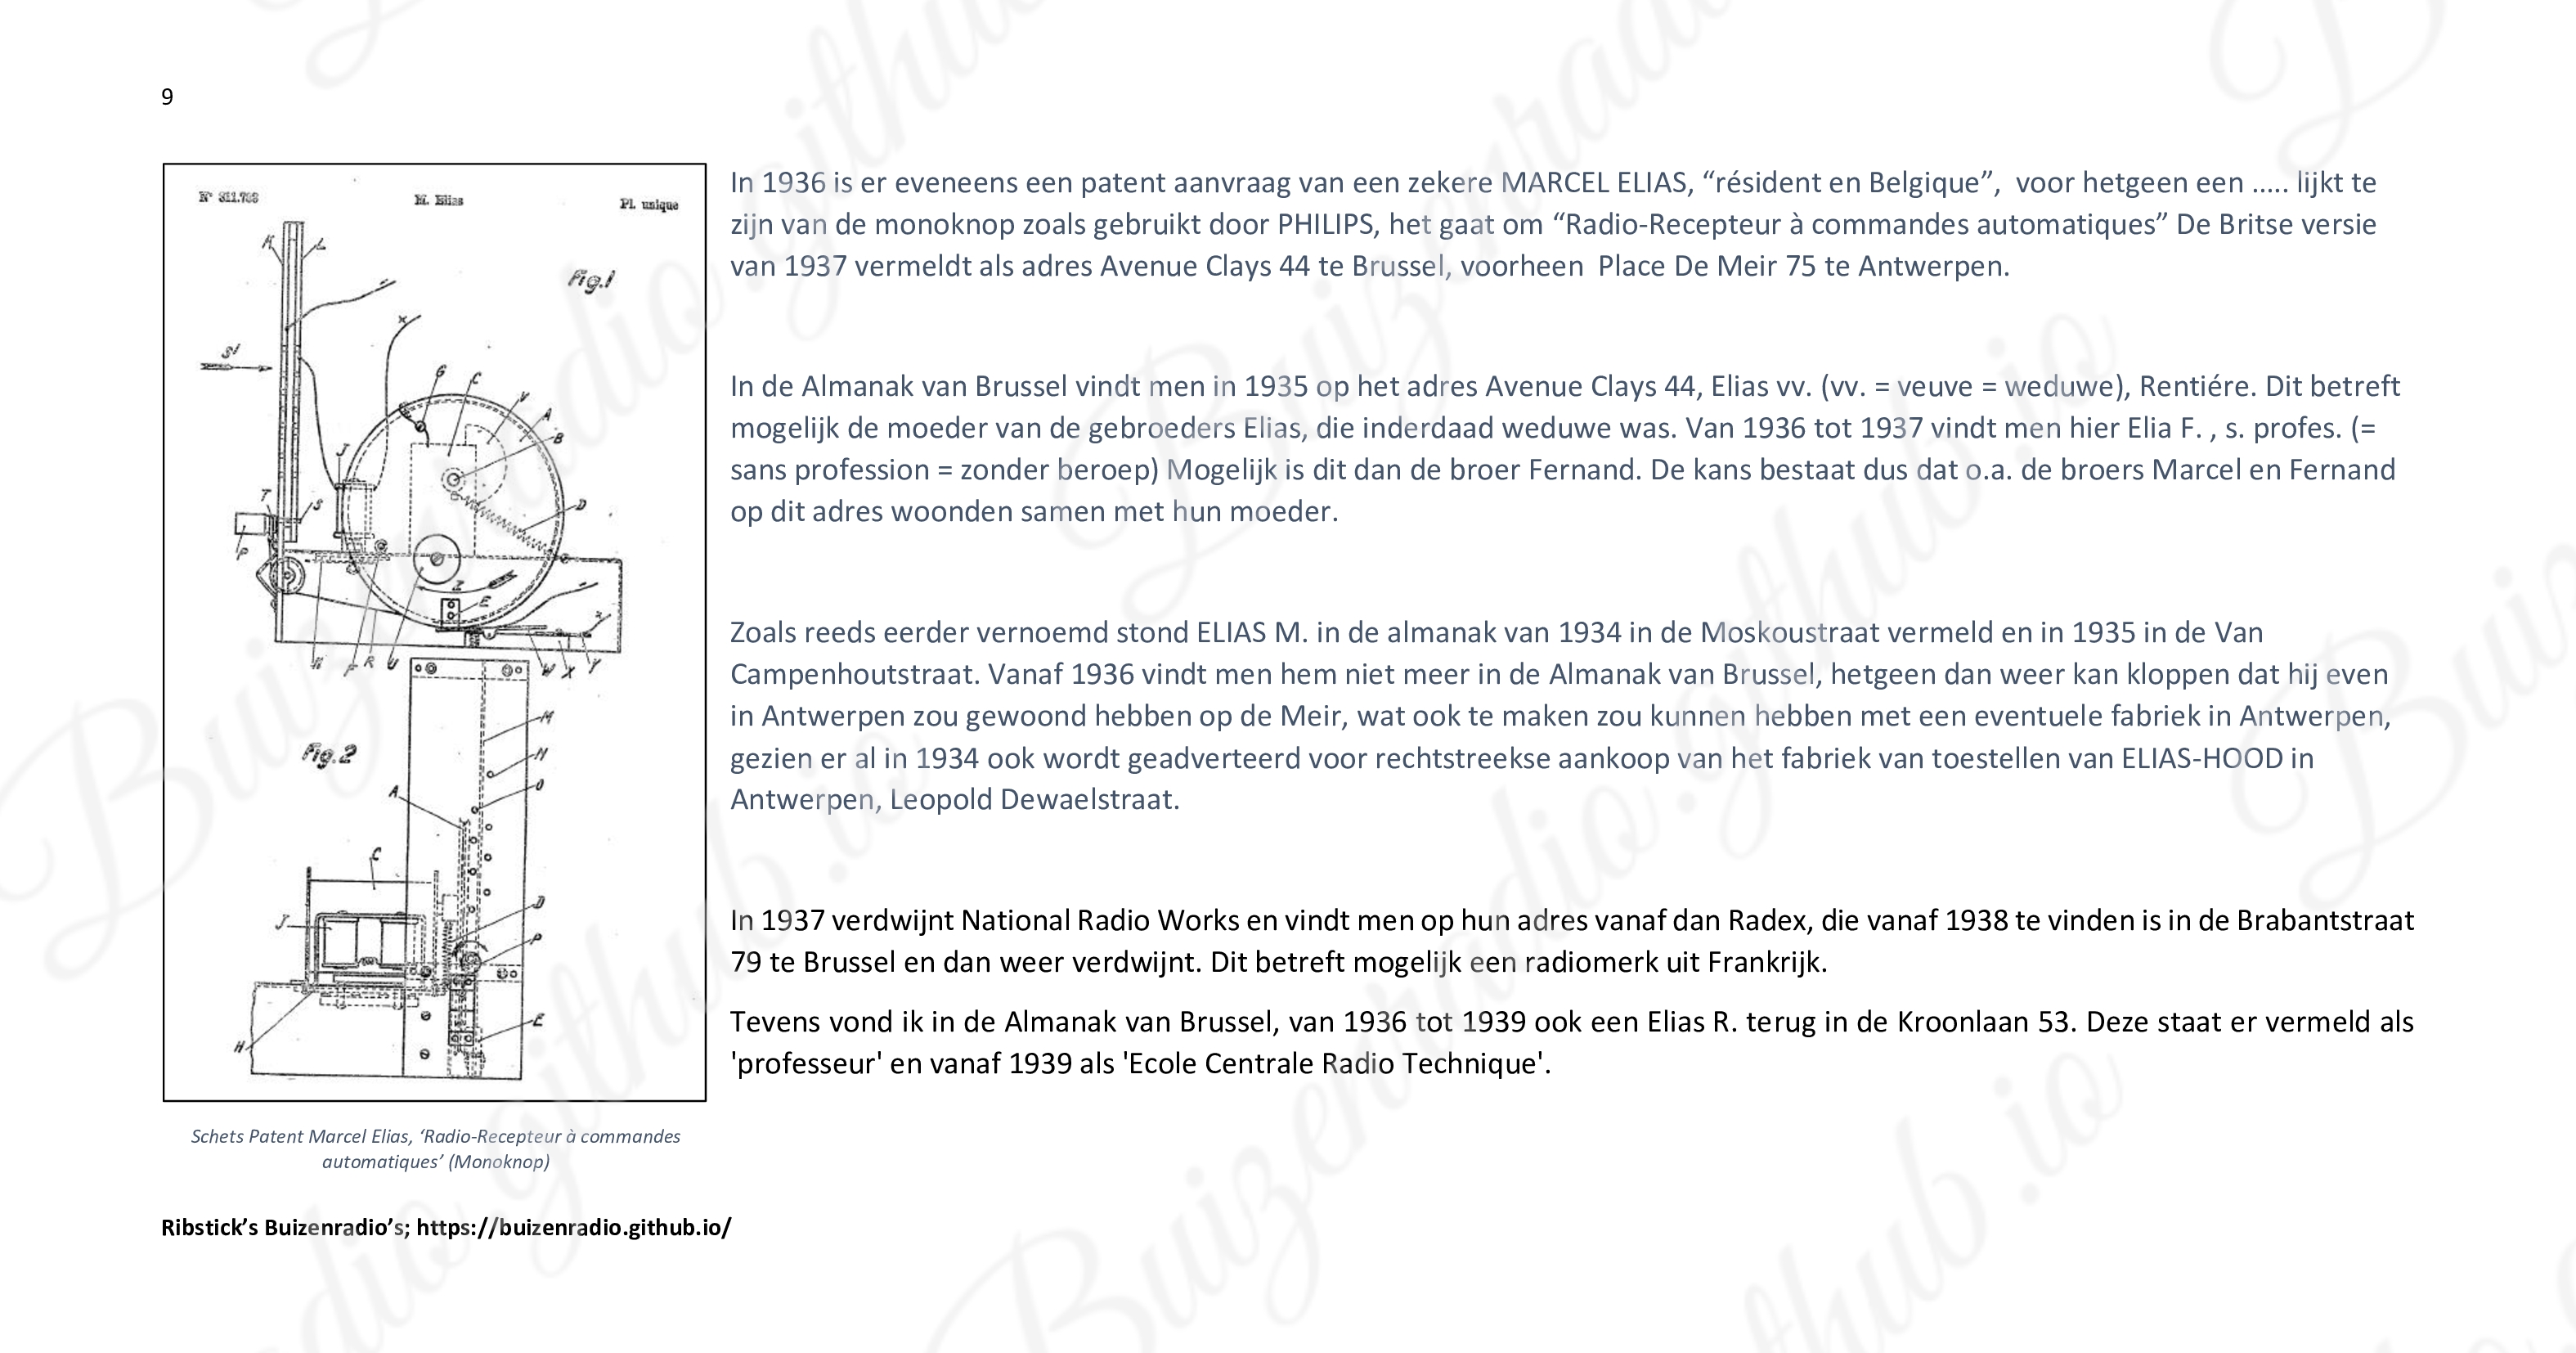 9
N° 811.788 M. Elias Pl. unique
Fig.1
K L
S'
G C V A B
J D
T S
P
Z E
H F R U W X Y
M
N
Fig.2
O
A
C
D
J
P
E
H
In 1936 is er eveneens een patent aanvraag van een zekere MARCEL ELIAS, “résident en Belgique”, voor hetgeen een ..... lijkt te
zijn van de monoknop zoals gebruikt door PHILIPS, het gaat om “Radio-Recepteur à commandes automatiques” De Britse versie
van 1937 vermeldt als adres Avenue Clays 44 te Brussel, voorheen Place De Meir 75 te Antwerpen.
In de Almanak van Brussel vindt men in 1935 op het adres Avenue Clays 44, Elias vv. (vv. = veuve = weduwe), Rentiére. Dit betreft
mogelijk de moeder van de gebroeders Elias, die inderdaad weduwe was. Van 1936 tot 1937 vindt men hier Elia F. , s. profes. (=
sans profession = zonder beroep) Mogelijk is dit dan de broer Fernand. De kans bestaat dus dat o.a. de broers Marcel en Fernand
op dit adres woonden samen met hun moeder.
Zoals reeds eerder vernoemd stond ELIAS M. in de almanak van 1934 in de Moskoustraat vermeld en in 1935 in de Van
Campenhoutstraat. Vanaf 1936 vindt men hem niet meer in de Almanak van Brussel, hetgeen dan weer kan kloppen dat hij even
in Antwerpen zou gewoond hebben op de Meir, wat ook te maken zou kunnen hebben met een eventuele fabriek in Antwerpen,
gezien er al in 1934 ook wordt geadverteerd voor rechtstreekse aankoop van het fabriek van toestellen van ELIAS-HOOD in
Antwerpen, Leopold Dewaelstraat.
In 1937 verdwijnt National Radio Works en vindt men op hun adres vanaf dan Radex, die vanaf 1938 te vinden is in de Brabantstraat
79 te Brussel en dan weer verdwijnt. Dit betreft mogelijk een radiomerk uit Frankrijk.
Tevens vond ik in de Almanak van Brussel, van 1936 tot 1939 ook een Elias R. terug in de Kroonlaan 53. Deze staat er vermeld als
'professeur' en vanaf 1939 als 'Ecole Centrale Radio Technique'.
Schets Patent Marcel Elias, ‘Radio-Recepteur à commandes
automatiques’ (Monoknop)
Ribstick’s Buizenradio’s; https://buizenradio.github.io/
Buizenradio.github.io